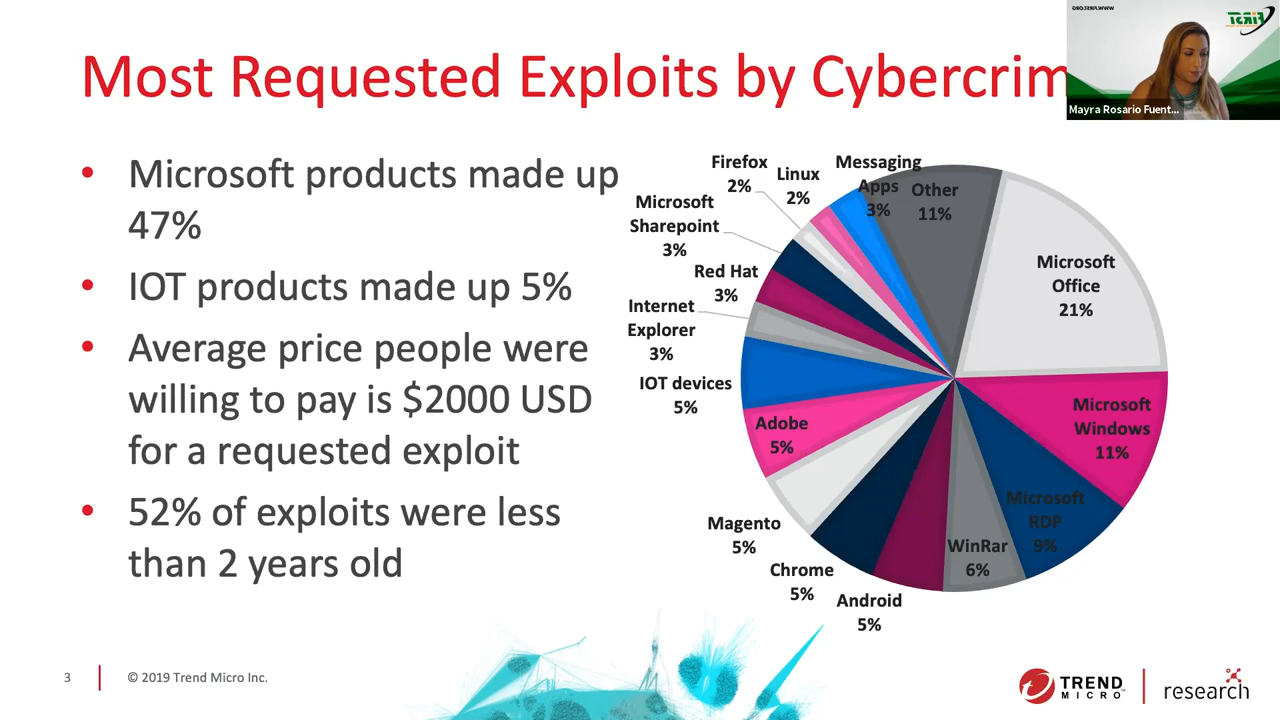 Most Requested Exploits by Cybercrim
WWW.FIRST.ORG
FIRST
Mayra Rosario Fuent...
• Microsoft products made up
47%
• IOT products made up 5%
• Average price people were
willing to pay is $2000 USD
for a requested exploit
• 52% of exploits were less
than 2 years old
Firefox
2%
Linux
2%
Messaging
Apps
3%
Other
11%
Microsoft
Sharepoint
3%
Red Hat
3%
Internet
Explorer
3%
IOT devices
5%
Adobe
5%
Magento
5%
Chrome
5%
Android
5%
WinRar
6%
Microsoft
RDP
9%
Microsoft
Windows
11%
Microsoft
Office
21%
3
© 2019 Trend Micro Inc.
TREND
MICRO
research